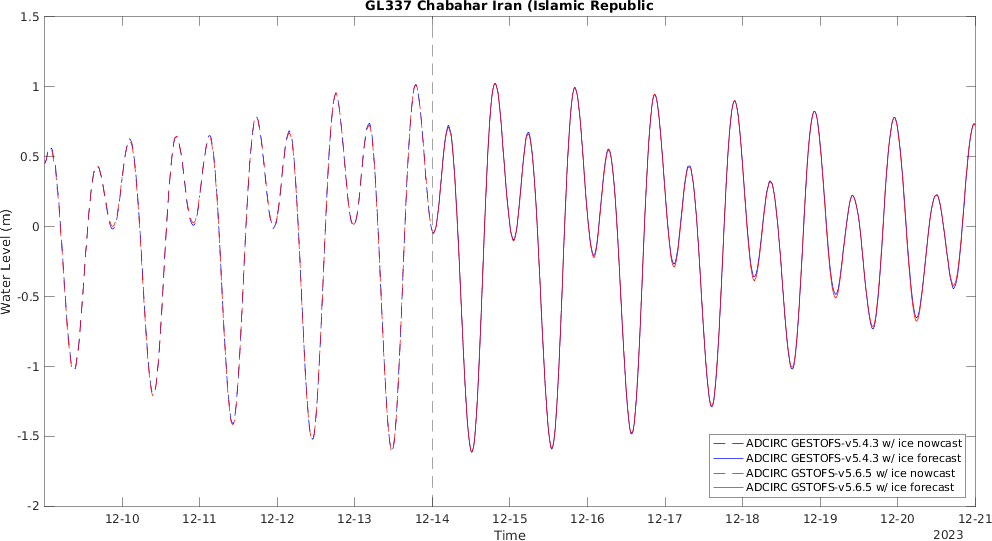 GL337 Chabahar Iran (Islamic Republic
1.5
1
0.5
0
-0.5
-1
-1.5
-2
Water Level (m)
ADCIRC GESTOFS-v5.4.3 w/ ice nowcast
ADCIRC GESTOFS-v5.4.3 w/ ice forecast
ADCIRC GSTOFS-v5.6.5 w/ ice nowcast
ADCIRC GSTOFS-v5.6.5 w/ ice forecast
12-10 12-11 12-12 12-13 12-14 12-15 12-16 12-17 12-18 12-19 12-20 12-21
Time
2023